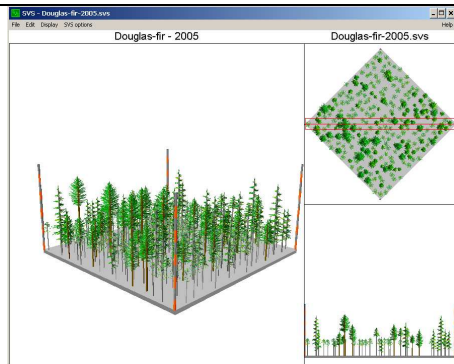 SVS - Douglas-fir-2005.svs
File Edit Display SVS options Help
Douglas-fir - 2005
Douglas-fir-2005.svs